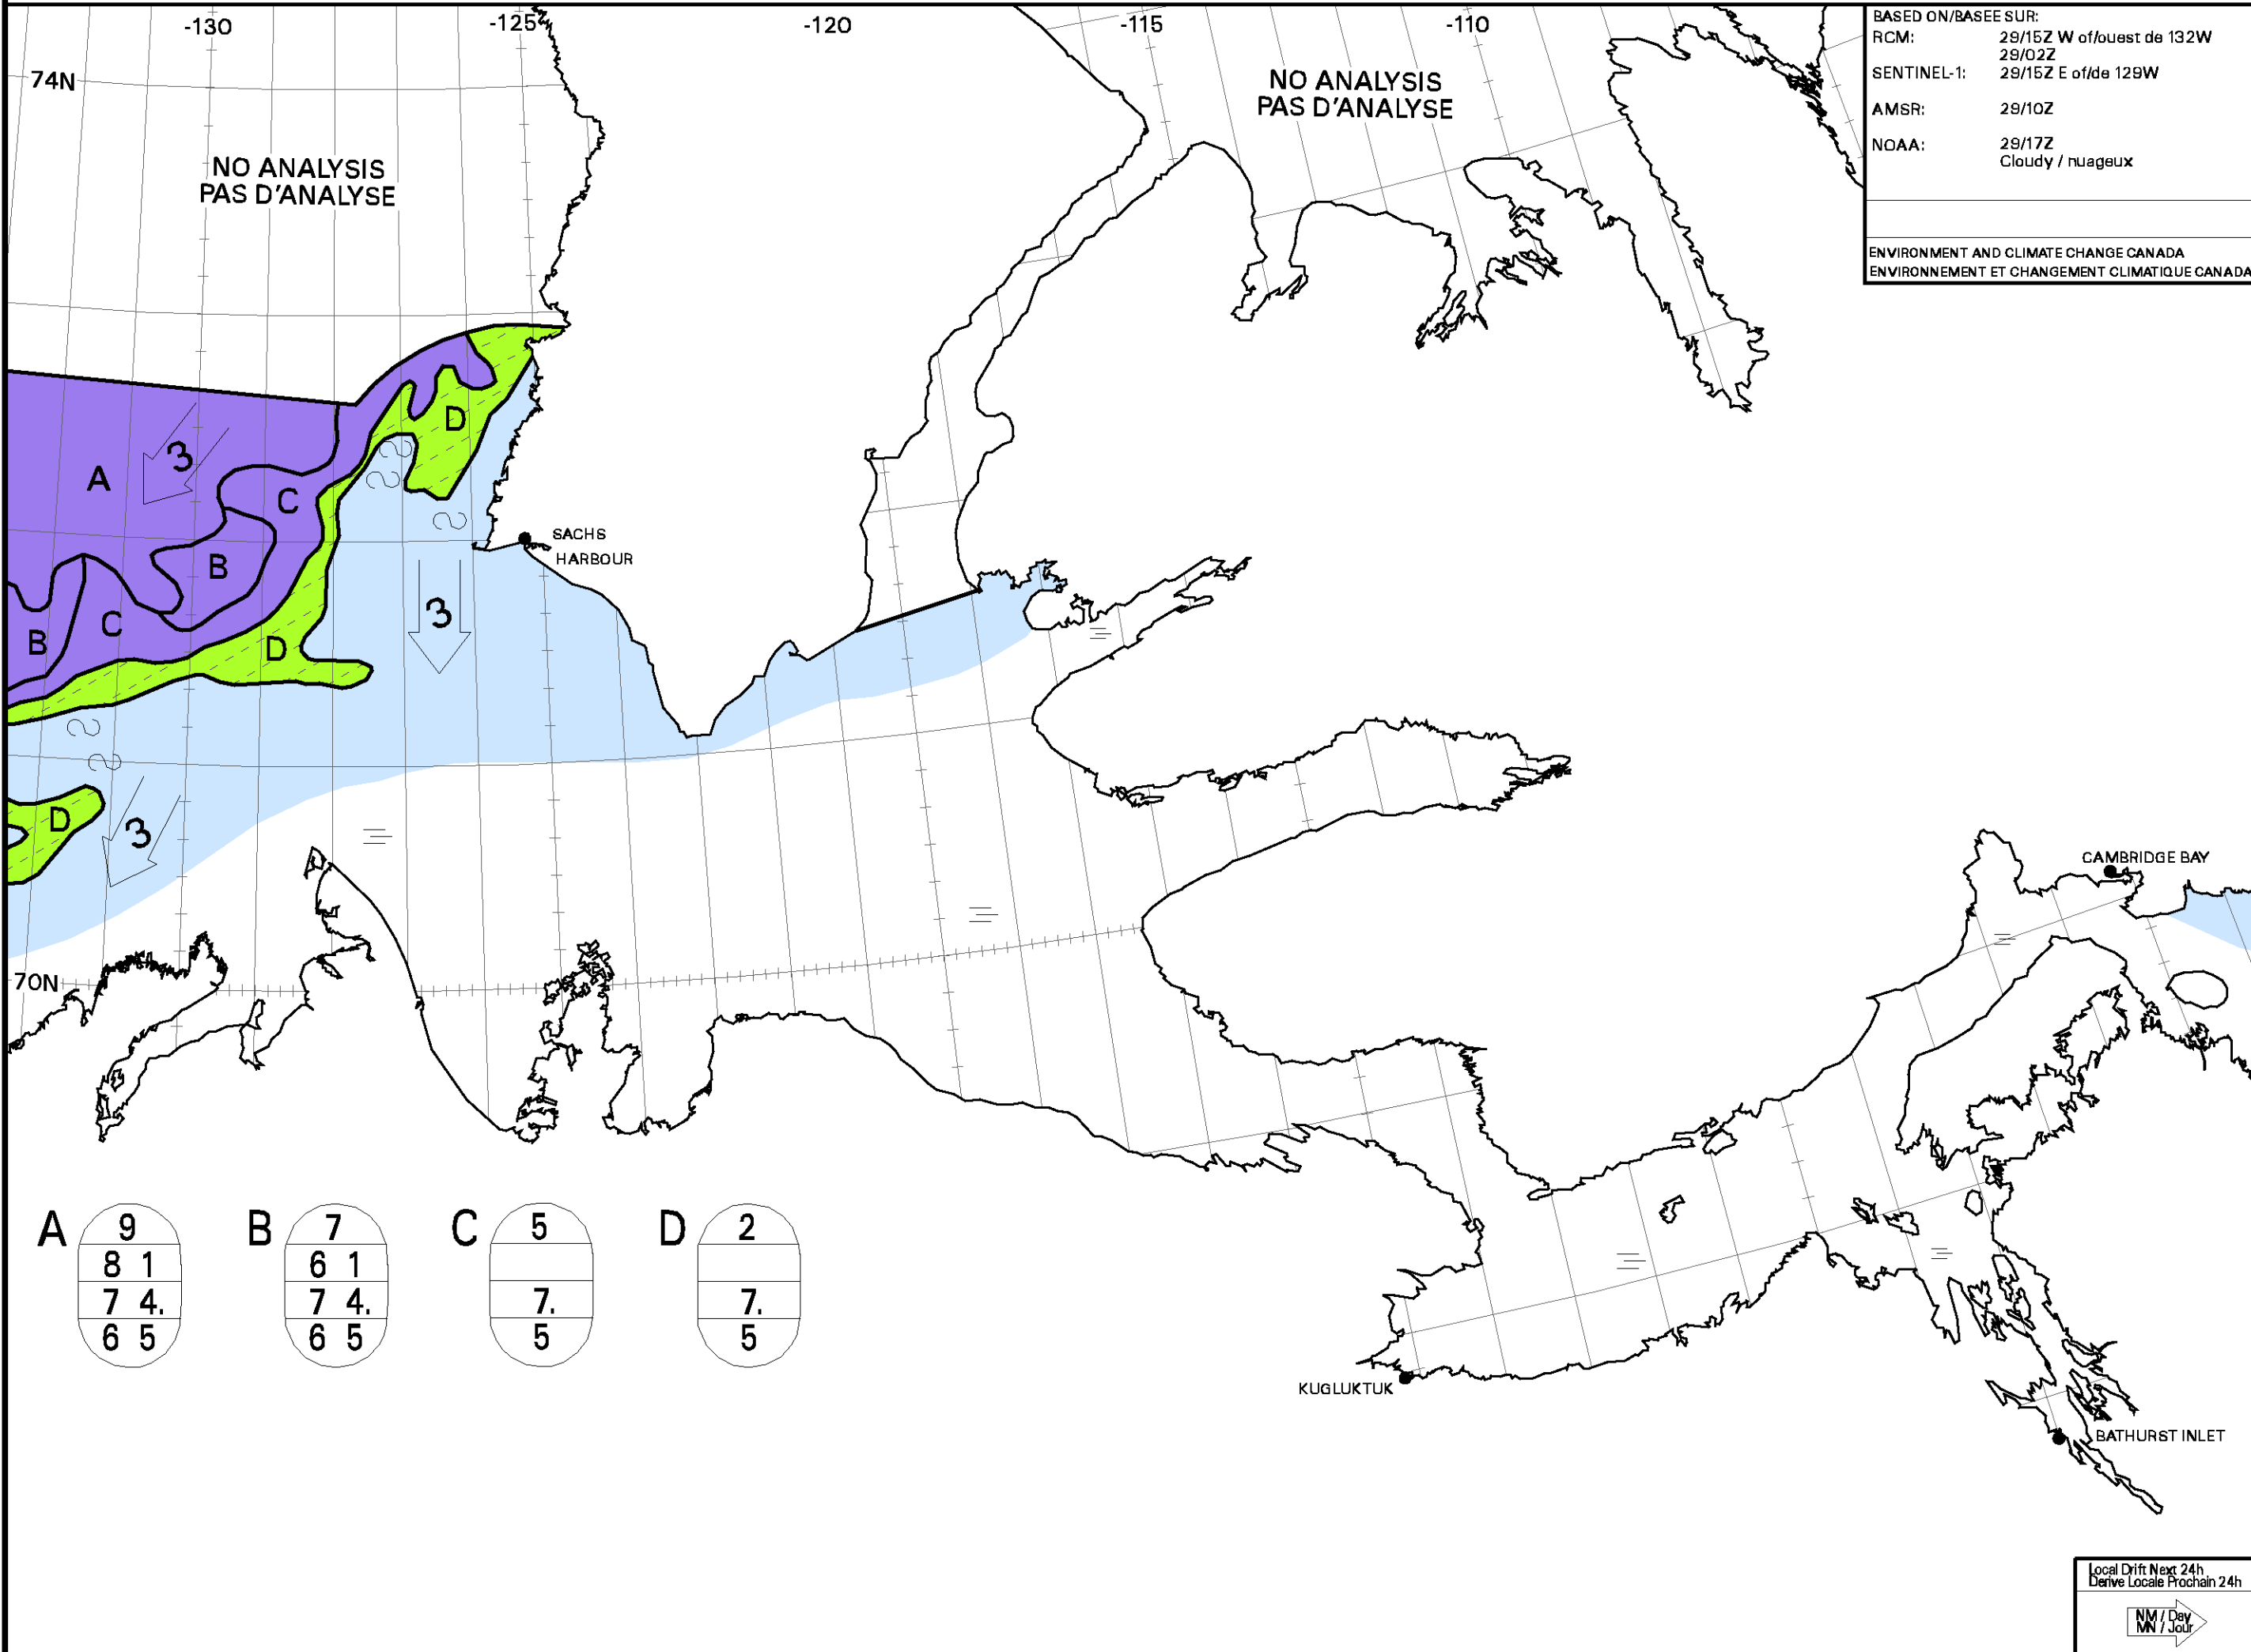 -130
-125
-120
-115
-110
74N
NO ANALYSIS
PAS D'ANALYSE
NO ANALYSIS
PAS D'ANALYSE
BASED ON/BASEE SUR:
RCM: 29/15Z W of/ouest de 132W
29/02Z
SENTINEL-1: 29/15Z E of/de 129W
AMSR: 29/10Z
NOAA: 29/17Z
Cloudy / nuageux
ENVIRONMENT AND CLIMATE CHANGE CANADA
ENVIRONNEMENT ET CHANGEMENT CLIMATIQUE CANADA
D
3
A
C
SACHS
HARBOUR
B
3
C
B
D
D
3
CAMBRIDGE BAY
70N
A
9
8 1
7 4.
6 5
B
7
6 1
7 4.
6 5
C
5
7.
5
D
2
7.
5
KUGLUKTUK
BATHURST INLET
Local Drift Next 24h
Derive Locale Prochain 24h
NM / Day
MN / Jour